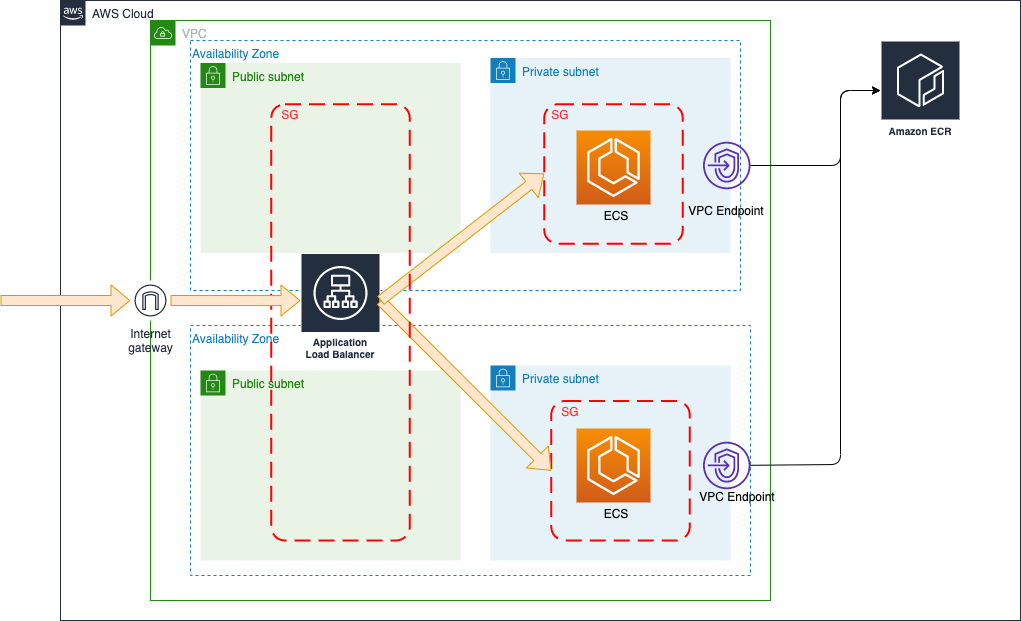 aws
AWS Cloud
VPC
Availability Zone
Public subnet
SG
Private subnet
SG
ECS
VPC Endpoint
Amazon ECR
Internet
gateway
Application
Load Balancer
Availability Zone
Public subnet
Private subnet
SG
ECS
VPC Endpoint